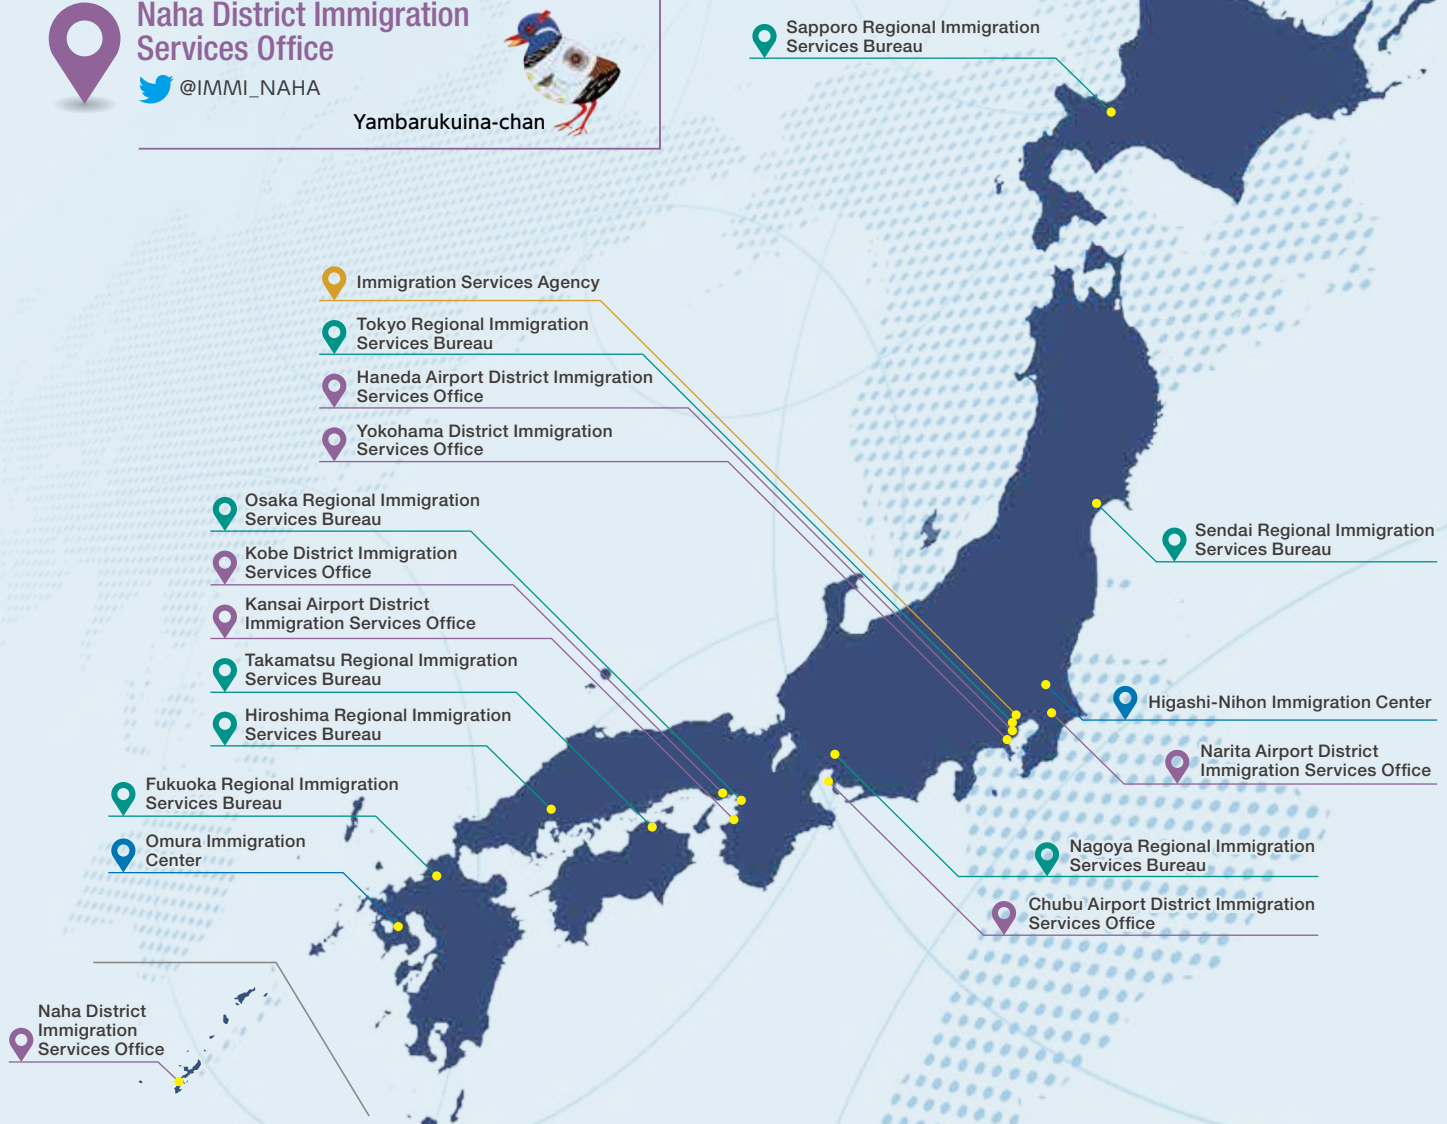 Naha District Immigration
Services Office
@IMMI_NAHA
Yambarukuina-chan
Sapporo Regional Immigration
Services Bureau
Immigration Services Agency
Tokyo Regional Immigration
Services Bureau
Haneda Airport District Immigration
Services Office
Yokohama District Immigration
Services Office
Osaka Regional Immigration
Services Bureau
Kobe District Immigration
Services Office
Kansai Airport District
Immigration Services Office
Takamatsu Regional Immigration
Services Bureau
Hiroshima Regional Immigration
Services Bureau
Fukuoka Regional Immigration
Services Bureau
Omura Immigration
Center
Naha District
Immigration
Services Office
Sendai Regional Immigration
Services Bureau
Higashi-Nihon Immigration Center
Narita Airport District
Immigration Services Office
Nagoya Regional Immigration
Services Bureau
Chubu Airport District Immigration
Services Office